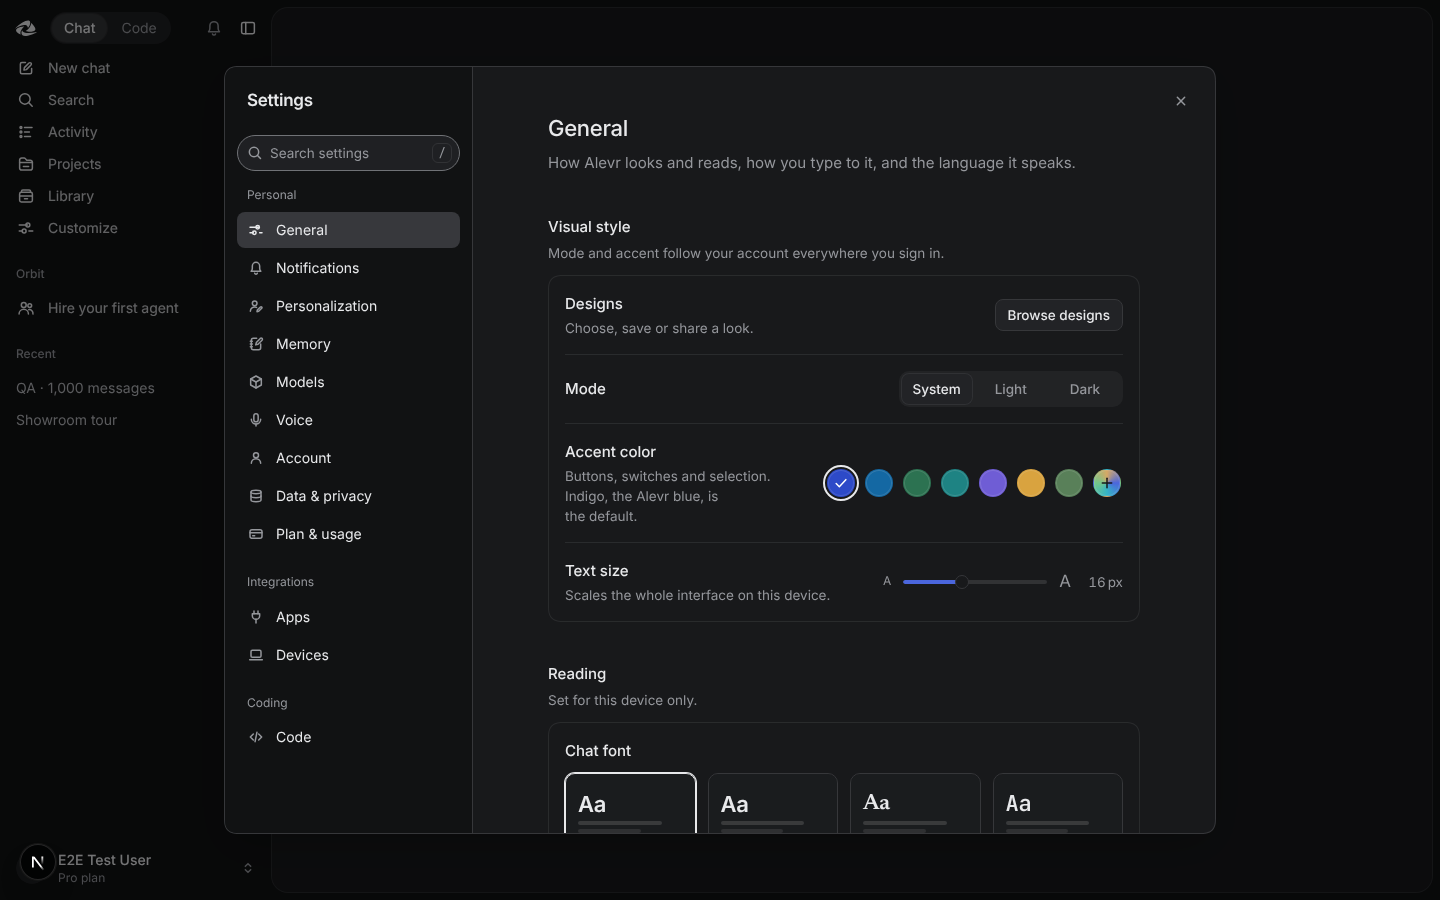 Chat
Code
New chat
Search
Activity
Projects
Library
Customize
Orbit
Hire your first agent
Recent
QA · 1,000 messages
Showroom tour
N
E2E Test User
Pro plan
Settings
Search settings
/
Personal
General
Notifications
Personalization
Memory
Models
Voice
Account
Data & privacy
Plan & usage
Integrations
Apps
Devices
Coding
Code
General
How Alevr looks and reads, how you type to it, and the language it speaks.
Visual style
Mode and accent follow your account everywhere you sign in.
Designs
Choose, save or share a look.
Browse designs
Mode
System
Light
Dark
Accent color
Buttons, switches and selection.
Indigo, the Alevr blue, is
the default.
Text size
Scales the whole interface on this device.
A
A
16 px
Reading
Set for this device only.
Chat font
Aa
Aa
Aa
Aa